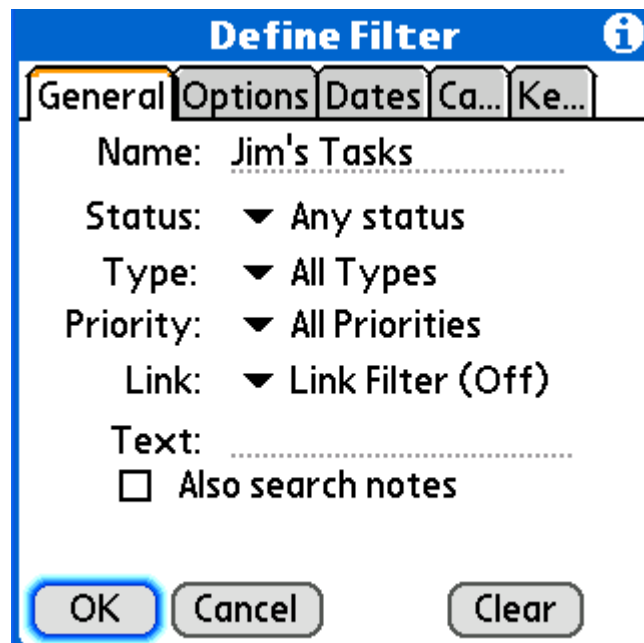 Define Filter
General Options Dates Ca... Ke...
Name: Jim's Tasks
Status: Any status
Type: All Types
Priority: All Priorities
Link: Link Filter (Off)
Text:
Also search notes
OK Cancel Clear